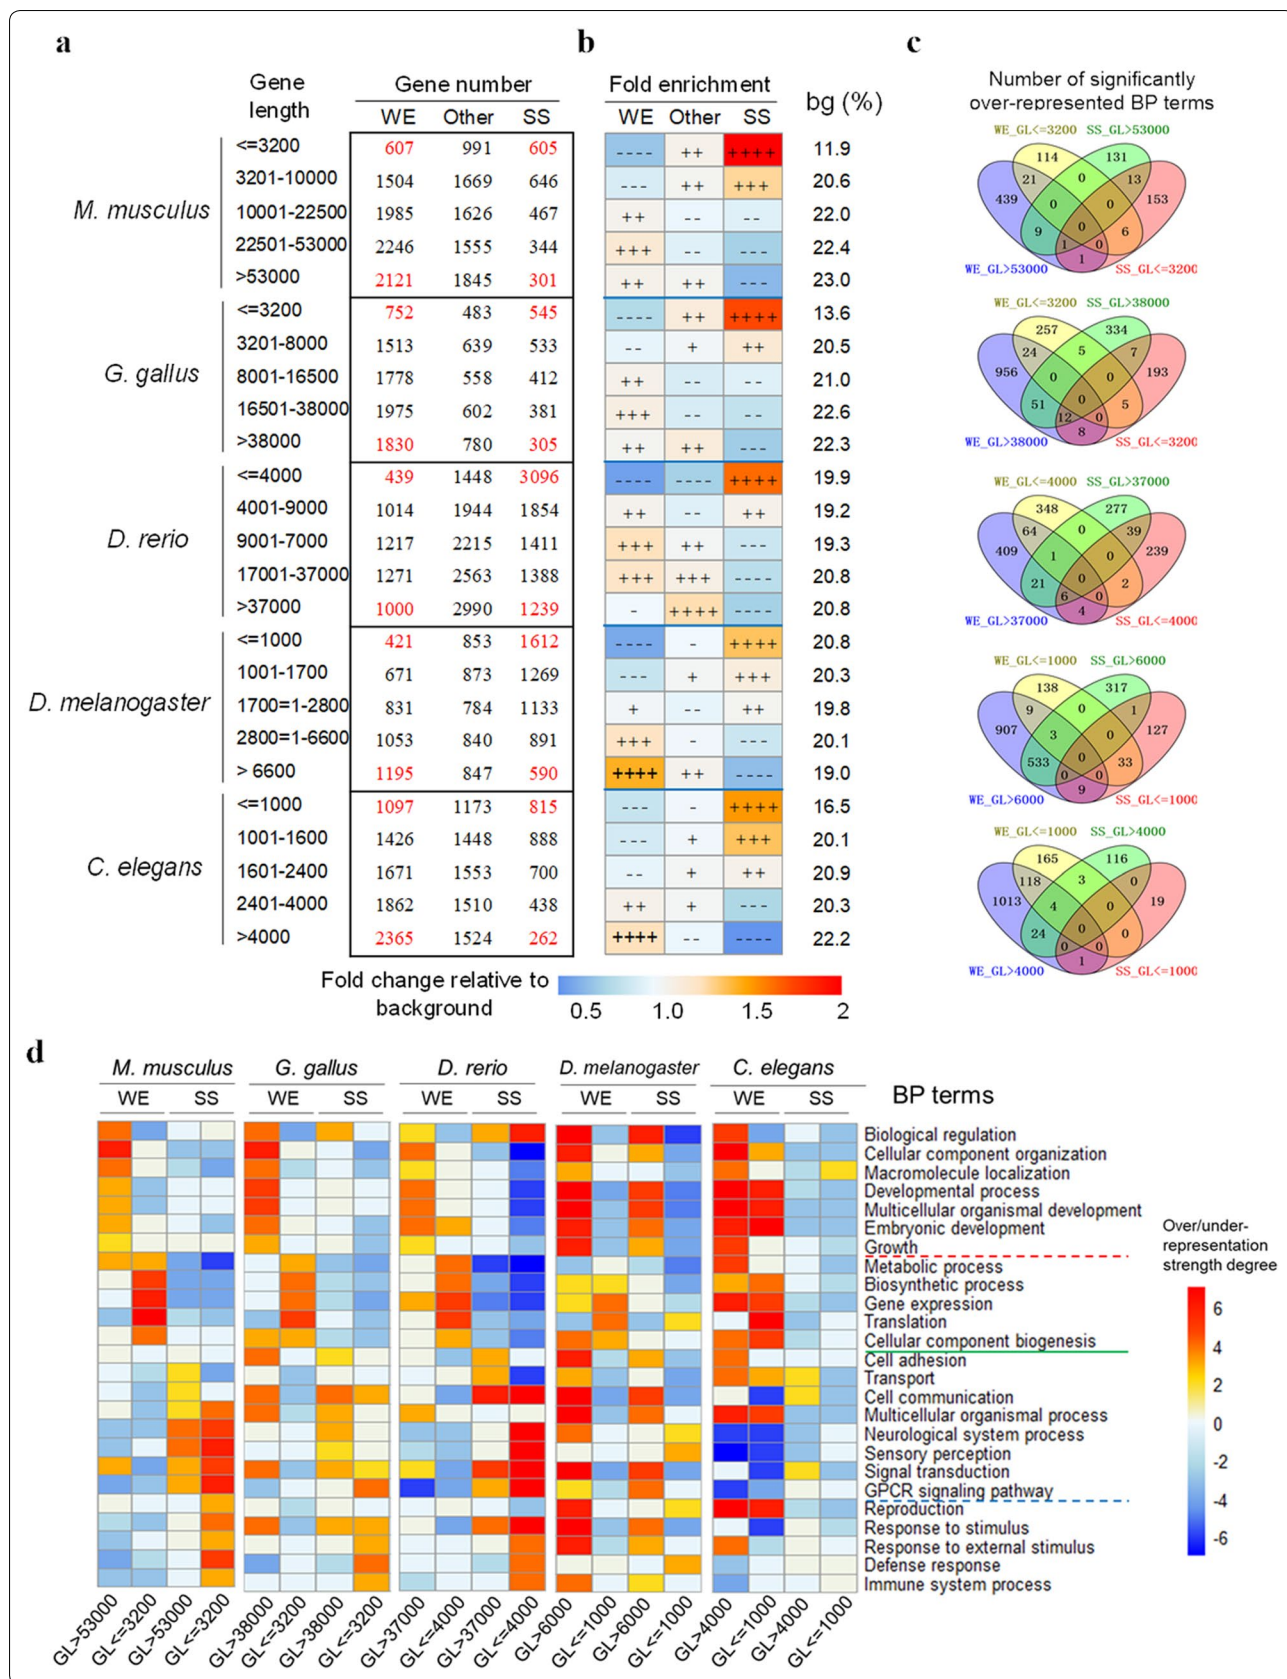 a
b
c
Gene length
Gene number
WE Other SS
Fold enrichment
WE Other SS
bg (%)
Number of significantly
over-represented BP terms
M. musculus
<=3200 607 991 605 ---- ++ ++++ 11.9
3201-10000 1504 1669 646 --- ++ +++ 20.6
10001-22500 1985 1626 467 ++ -- -- 22.0
22501-53000 2246 1555 344 +++ -- --- 22.4
>53000 2121 1845 301 ++ ++ --- 23.0
G. gallus
<=3200 752 483 545 ---- ++ ++++ 13.6
3201-8000 1513 639 533 -- + ++ 20.5
8001-16500 1778 558 412 ++ -- -- 21.0
16501-38000 1975 602 381 +++ -- -- 22.6
>38000 1830 780 305 ++ ++ --- 22.3
D. rerio
<=4000 439 1448 3096 ---- ---- ++++ 19.9
4001-9000 1014 1944 1854 ++ -- ++ 19.2
9001-7000 1217 2215 1411 +++ ++ --- 19.3
17001-37000 1271 2563 1388 +++ +++ ---- 20.8
>37000 1000 2990 1239 - ++++ ---- 20.8
D. melanogaster
<=1000 421 853 1612 ---- - ++++ 20.8
1001-1700 671 873 1269 --- + +++ 20.3
1700=1-2800 831 784 1133 + -- ++ 19.8
2800=1-6600 1053 840 891 +++ - --- 20.1
> 6600 1195 847 590 ++++ ++ ---- 19.0
C. elegans
<=1000 1097 1173 815 --- - ++++ 16.5
1001-1600 1426 1448 888 --- + +++ 20.1
1601-2400 1671 1553 700 -- + ++ 20.9
2401-4000 1862 1510 438 ++ + --- 20.3
>4000 2365 1524 262 ++++ -- ---- 22.2
Fold change relative to
background
0.5 1.0 1.5 2
WE_GL<=3200 SS_GL>53000
114 131
21 0 13
439 0 0 153
9 0 6
1 0
1
WE_GL>53000 SS_GL<=3200
WE_GL<=3200 SS_GL>38000
257 334
24 5 7
956 0 0 193
51 0 5
12 0
8
WE_GL>38000 SS_GL<=3200
WE_GL<=4000 SS_GL>37000
348 277
64 0 39
409 1 0 239
21 0 2
6 0
4
WE_GL>37000 SS_GL<=4000
WE_GL<=1000 SS_GL>6000
138 317
9 0 1
907 3 0 127
533 0 33
0 0
9
WE_GL>6000 SS_GL<=1000
WE_GL<=1000 SS_GL>4000
165 116
118 3 0
1013 4 0 19
24 0 0
0 0
1
WE_GL>4000 SS_GL<=1000
d
M. musculus G. gallus D. rerio D. melanogaster C. elegans
WE SS WE SS WE SS WE SS WE SS
BP terms
Biological regulation
Cellular component organization
Macromolecule localization
Developmental process
Multicellular organismal development
Embryonic development
Growth
Metabolic process
Biosynthetic process
Gene expression
Translation
Cellular component biogenesis
Cell adhesion
Transport
Cell communication
Multicellular organismal process
Neurological system process
Sensory perception
Signal transduction
GPCR signaling pathway
Reproduction
Response to stimulus
Response to external stimulus
Defense response
Immune system process
Over/under-
representation
strength degree
6
4
2
0
-2
-4
-6
GL>53000 GL<=3200 GL>53000 GL<=3200 GL>38000 GL<=3200 GL>38000 GL<=3200 GL>37000 GL<=4000 GL>37000 GL<=4000 GL>6000 GL<=1000 GL>6000 GL<=1000 GL>4000 GL<=1000 GL>4000 GL<=1000